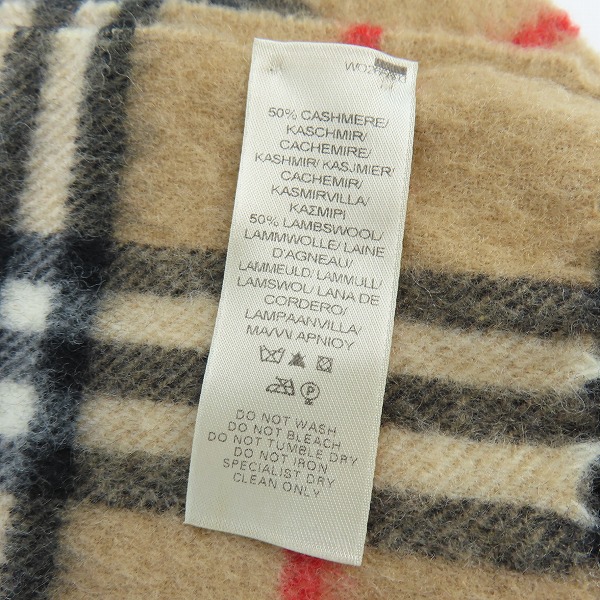 50% CASHMERE/
KASCHMIR/
CACHEMIRE/
KASHMIR/ KASJMIER/
CACHEMIR/
KASMIRVILLA/
ΚΑΣΜΙΡΙ
50% LAMBSWOOL/
LAMMWOLLE/ LAINE
D'AGNEAU/
LAMMEULD/ LAMMULL/
LAMSWOL/ LANA DE
CORDERO/
LAMPAANVILLA/
ΜΑΛΛΙ ΑΡΝΙΟΥ
P
DO NOT WASH
DO NOT BLEACH
DO NOT TUMBLE DRY
DO NOT IRON
SPECIALIST DRY
CLEAN ONLY